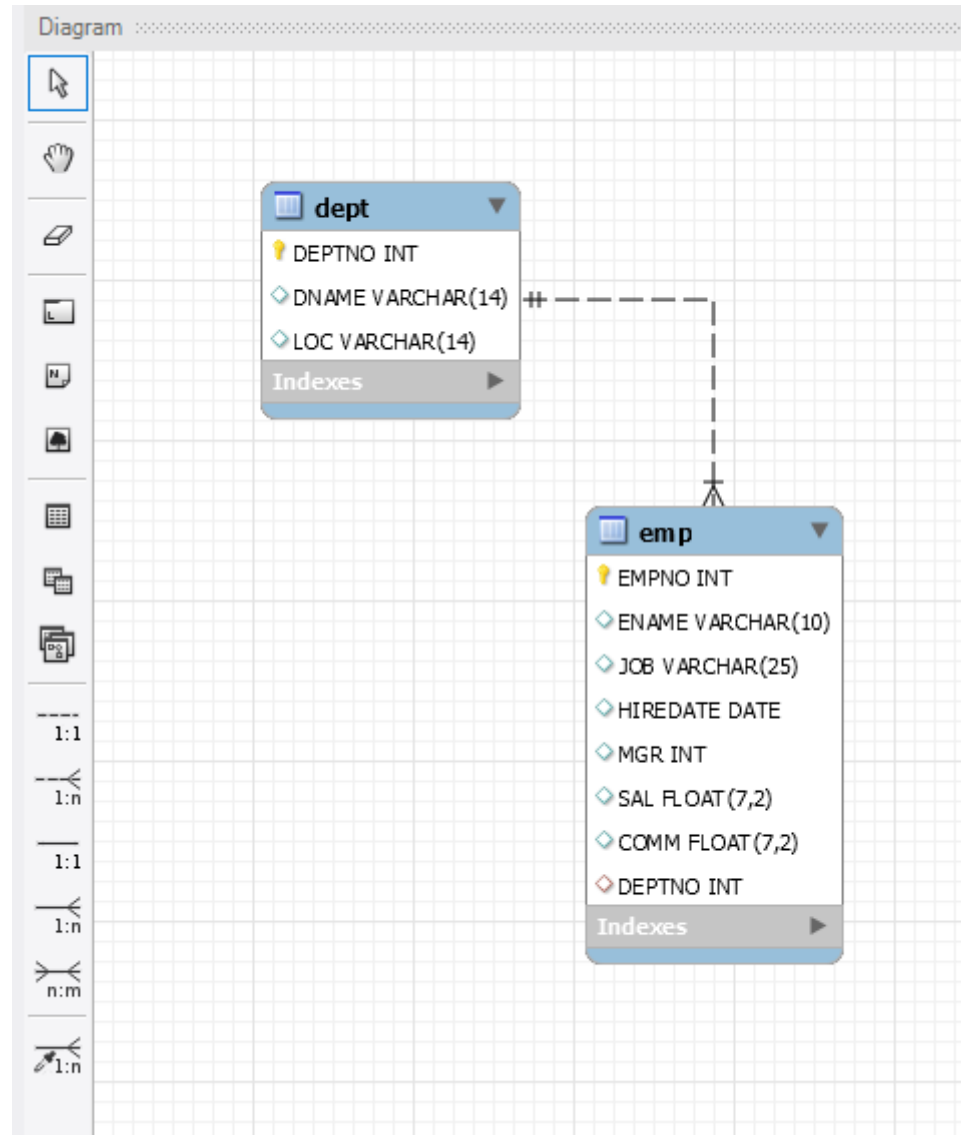 Diagram
dept
DEPTNO INT
DNAME VARCHAR(14)
LOC VARCHAR(14)
Indexes
emp
EMPNO INT
ENAME VARCHAR(10)
JOB VARCHAR(25)
HIREDATE DATE
MGR INT
SAL FLOAT(7,2)
COMM FLOAT(7,2)
DEPTNO INT
Indexes
L
N
1:1
1:n
1:1
1:n
n:m
1:n